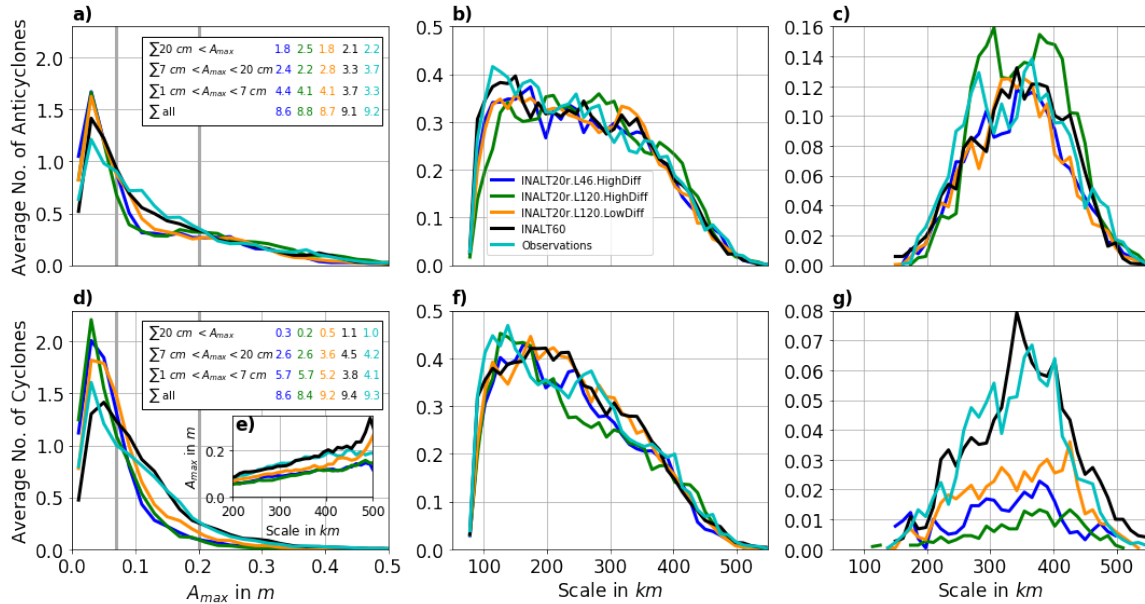 a)
b)
c)
Average No. of Anticyclones
2.0
1.5
1.0
0.5
0.0
∑20 cm < A_max 1.8 2.5 1.8 2.1 2.2
∑7 cm < A_max < 20 cm 2.4 2.2 2.8 3.3 3.7
∑1 cm < A_max < 7 cm 4.4 4.1 4.1 3.7 3.3
∑ all 8.6 8.8 8.7 9.1 9.2
0.5
0.4
0.3
0.2
0.1
0.0
INALT20r.L46.HighDiff
INALT20r.L120.HighDiff
INALT20r.L120.LowDiff
INALT60
Observations
0.16
0.14
0.12
0.10
0.08
0.06
0.04
0.02
0.00
d)
f)
g)
Average No. of Cyclones
2.0
1.5
1.0
0.5
0.0
∑20 cm < A_max 0.3 0.2 0.5 1.1 1.0
∑7 cm < A_max < 20 cm 2.6 2.6 3.6 4.5 4.2
∑1 cm < A_max < 7 cm 5.7 5.7 5.2 3.8 4.1
∑ all 8.6 8.4 9.2 9.4 9.3
e)
A_max in m
0.2
0.0
200 300 400 500
Scale in km
0.0 0.1 0.2 0.3 0.4 0.5
A_max in m
0.5
0.4
0.3
0.2
0.1
0.0
100 200 300 400 500
Scale in km
0.08
0.07
0.06
0.05
0.04
0.03
0.02
0.01
0.00
100 200 300 400 500
Scale in km